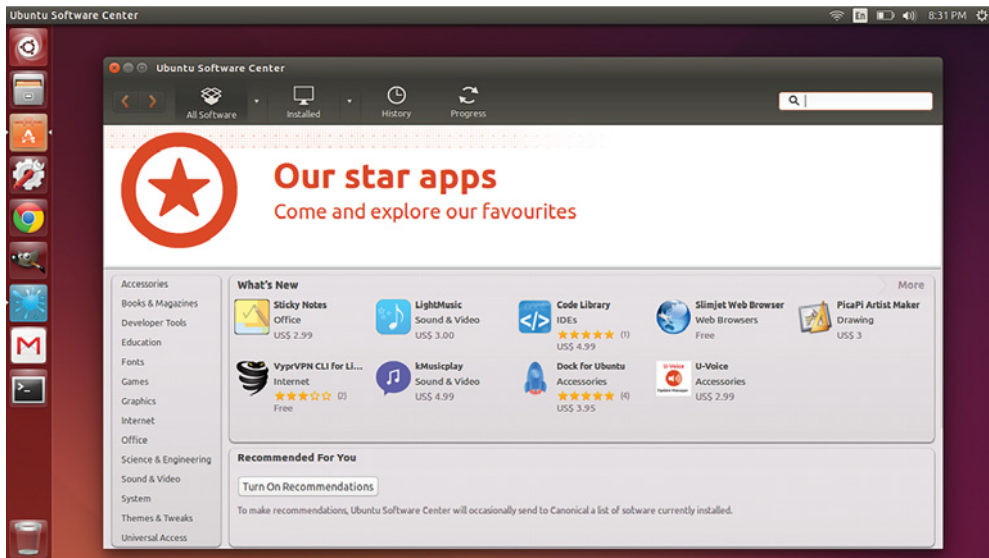 Ubuntu Software Center
En
8:31 PM
Ubuntu Software Center
All Software
Installed
History
Progress
Our star apps
Come and explore our favourites
Accessories
Books & Magazines
Developer Tools
Education
Fonts
Games
Graphics
Internet
Office
Science & Engineering
Sound & Video
System
Themes & Tweaks
Universal Access
What's New
More
Sticky Notes
Office
US$ 2.99
LightMusic
Sound & Video
US$ 3.00
Code Library
IDEs
(1)
US$ 4.99
Slimjet Web Browser
Web Browsers
Free
PicaPi Artist Maker
Drawing
US$ 3
VyprVPN CLI for Li...
Internet
(2)
Free
kMusicplay
Sound & Video
US$ 4.99
Dock for Ubuntu
Accessories
(4)
US$ 3.95
U-Voice
U-Voice
Accessories
US$ 2.99
Recommended For You
Turn On Recommendations
To make recommendations, Ubuntu Software Center will occasionally send to Canonical a list of software currently installed.